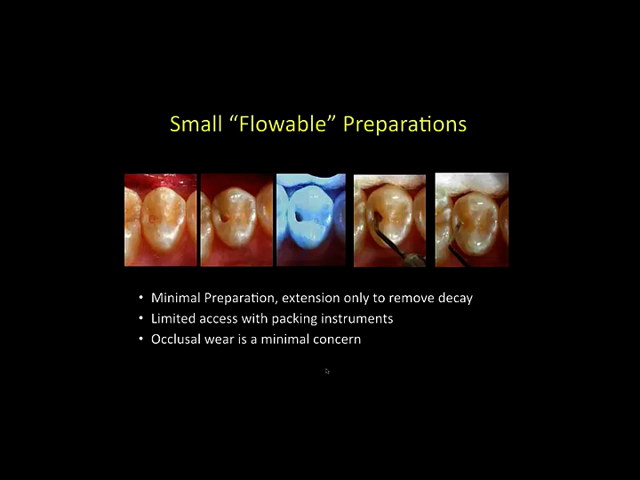 Small “Flowable” Preparations
• Minimal Preparation, extension only to remove decay
• Limited access with packing instruments
• Occlusal wear is a minimal concern